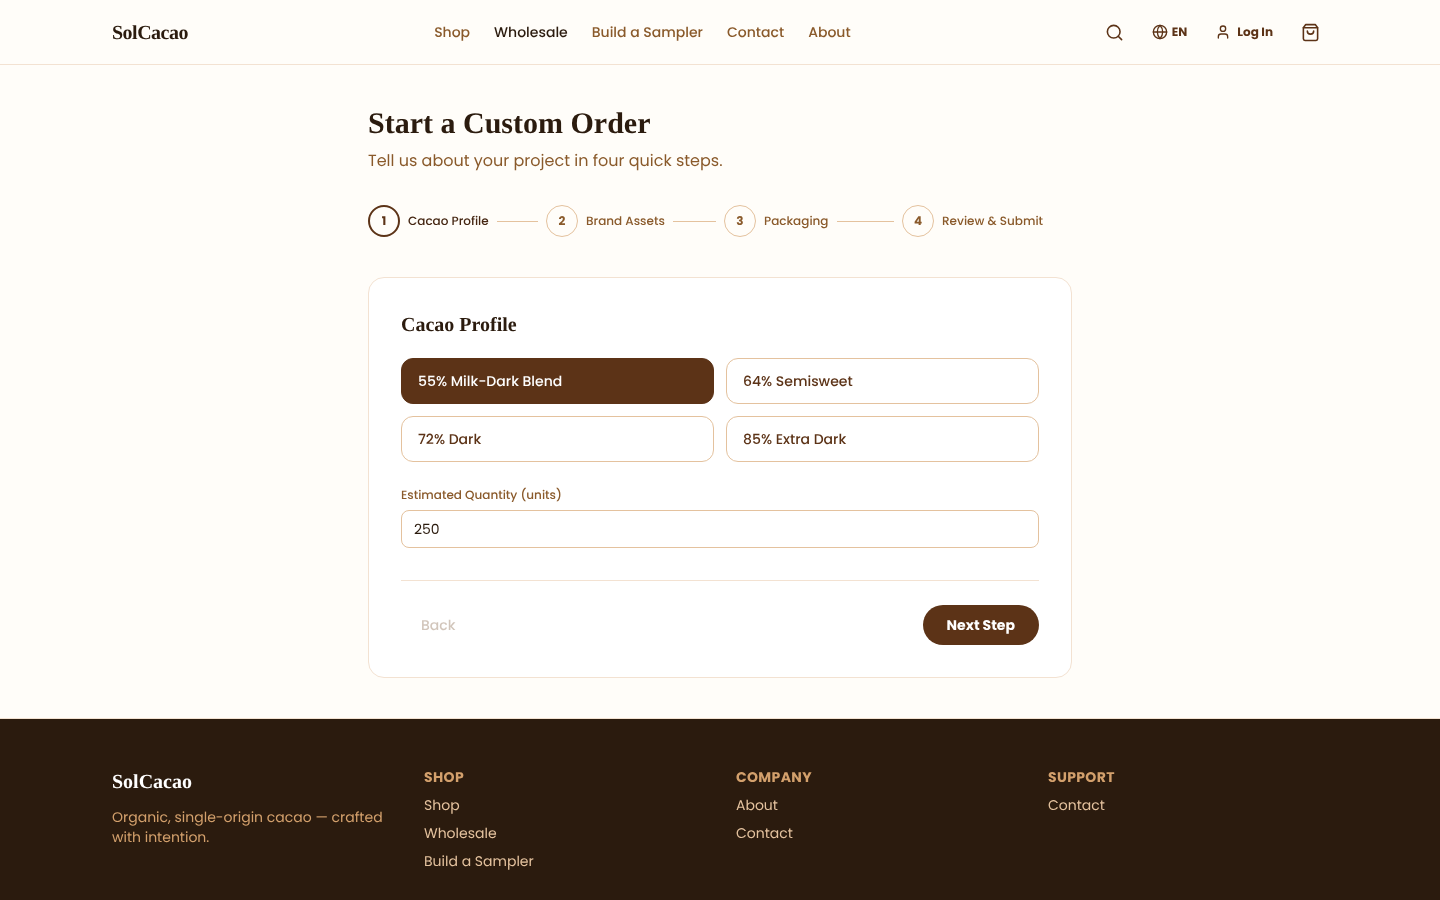 SolCacao
Shop
Wholesale
Build a Sampler
Contact
About
EN
Log In
Start a Custom Order
Tell us about your project in four quick steps.
1
Cacao Profile
2
Brand Assets
3
Packaging
4
Review & Submit
Cacao Profile
55% Milk-Dark Blend
64% Semisweet
72% Dark
85% Extra Dark
Estimated Quantity (units)
250
Back
Next Step
SolCacao
Organic, single-origin cacao — crafted
with intention.
SHOP
Shop
Wholesale
Build a Sampler
COMPANY
About
Contact
SUPPORT
Contact